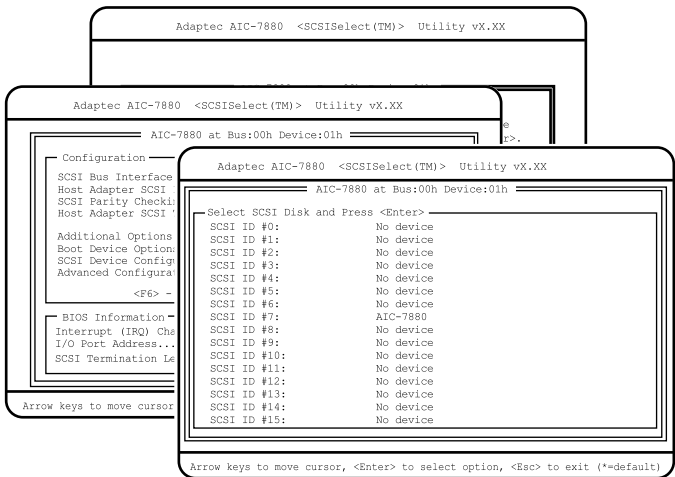 Adaptec AIC-7880 <SCSISelect(TM)> Utility vX.XX
e
r>.
Adaptec AIC-7880 <SCSISelect(TM)> Utility vX.XX
AIC-7880 at Bus:00h Device:01h
Configuration
SCSI Bus Interface
Host Adapter SCSI
SCSI Parity Checki
Host Adapter SCSI
Additional Options
Boot Device Option
SCSI Device Config
Advanced Configura
<F6> -
BIOS Information
Interrupt (IRQ) Cha
I/O Port Address...
SCSI Termination Le
Arrow keys to move cursor
Adaptec AIC-7880 <SCSISelect(TM)> Utility vX.XX
AIC-7880 at Bus:00h Device:01h
Select SCSI Disk and Press <Enter>
SCSI ID #0: No device
SCSI ID #1: No device
SCSI ID #2: No device
SCSI ID #3: No device
SCSI ID #4: No device
SCSI ID #5: No device
SCSI ID #6: No device
SCSI ID #7: AIC-7880
SCSI ID #8: No device
SCSI ID #9: No device
SCSI ID #10: No device
SCSI ID #11: No device
SCSI ID #12: No device
SCSI ID #13: No device
SCSI ID #14: No device
SCSI ID #15: No device
Arrow keys to move cursor, <Enter> to select option, <Esc> to exit (*=default)